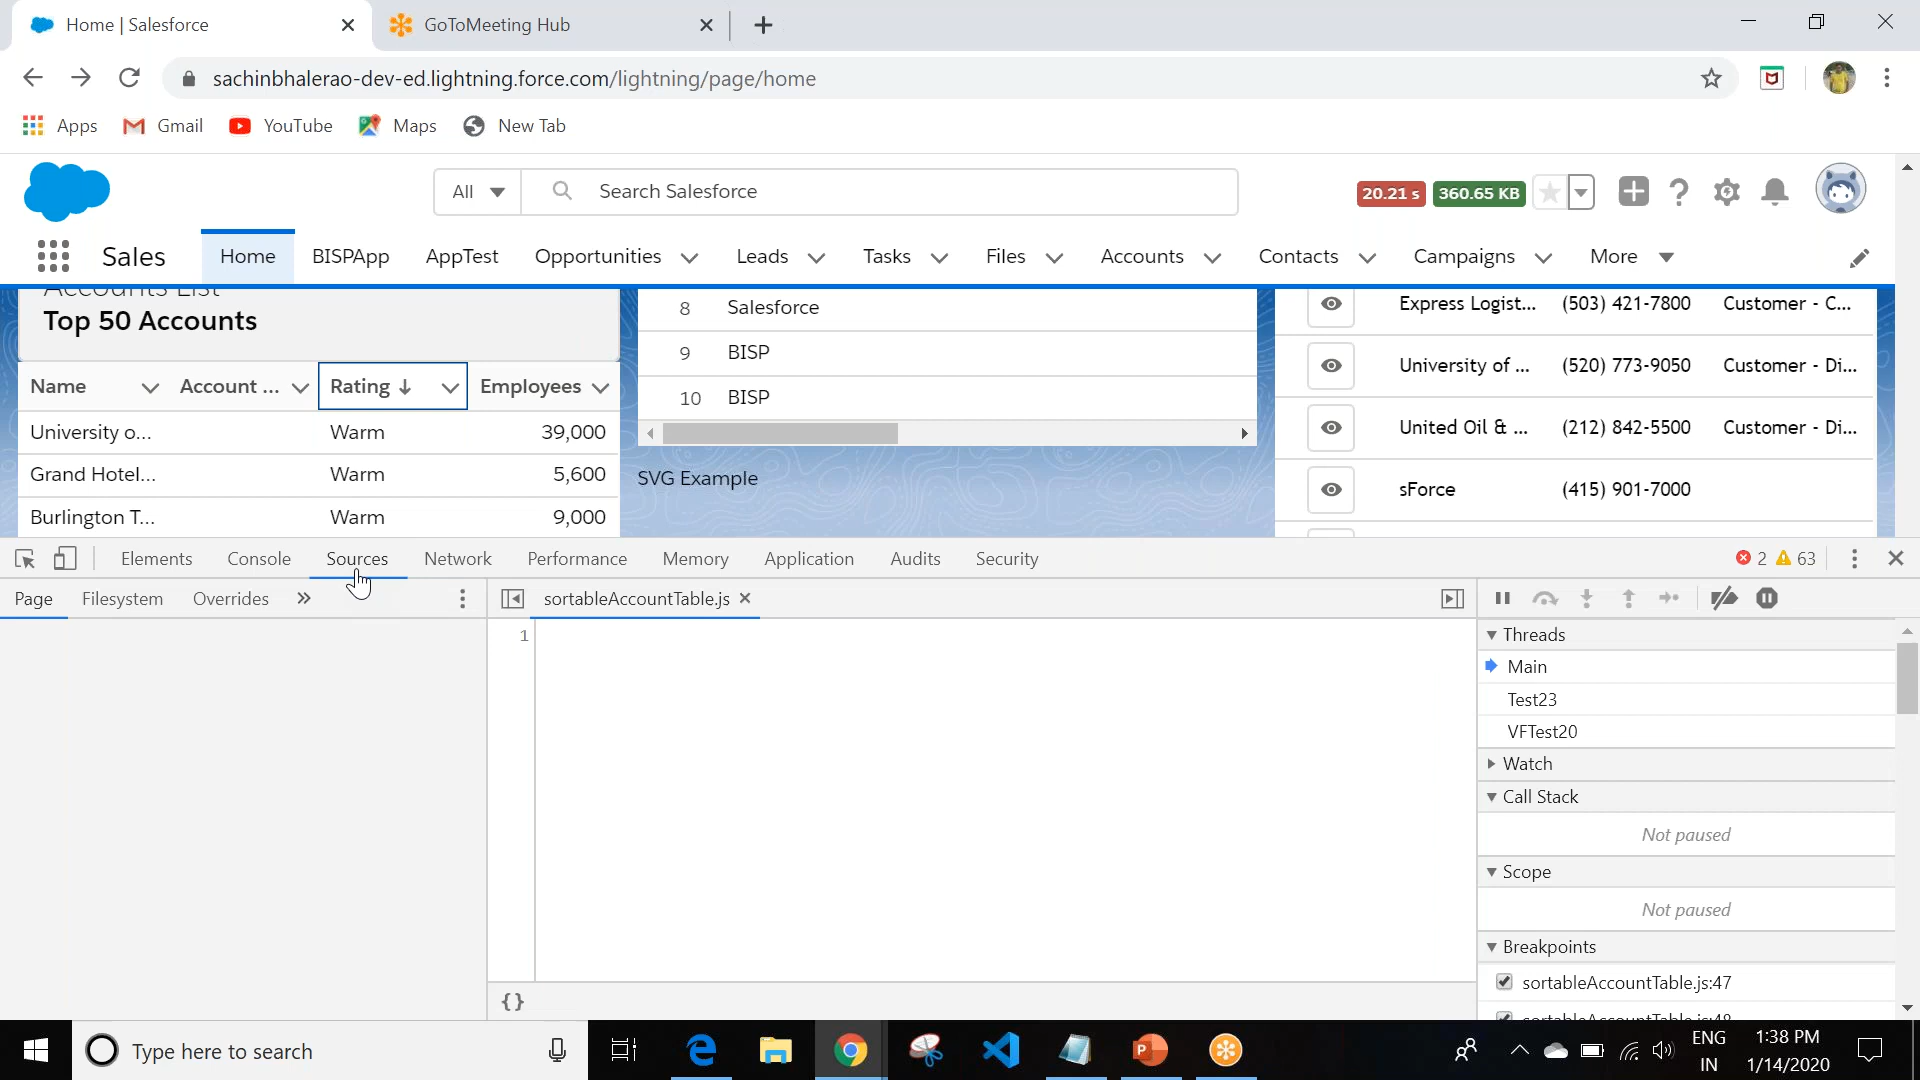 Home | Salesforce
GoToMeeting Hub
sachinbhalerao-dev-ed.lightning.force.com/lightning/page/home
Apps
Gmail
YouTube
Maps
New Tab
All
Search Salesforce
20.21 s
360.65 KB
Sales
Home
BISPApp
AppTest
Opportunities
Leads
Tasks
Files
Accounts
Contacts
Campaigns
More
Accounts List
Top 50 Accounts
Name
Account ...
Rating
Employees
University o...
Warm
39,000
Grand Hotel...
Warm
5,600
Burlington T...
Warm
9,000
8 Salesforce
9 BISP
10 BISP
SVG Example
Express Logist... (503) 421-7800 Customer - C...
University of ... (520) 773-9050 Customer - Di...
United Oil & ... (212) 842-5500 Customer - Di...
sForce (415) 901-7000
Elements
Console
Sources
Network
Performance
Memory
Application
Audits
Security
2
63
Page
Filesystem
Overrides
sortableAccountTable.js
1
{}
Threads
Main
Test23
VFTest20
Watch
Call Stack
Not paused
Scope
Not paused
Breakpoints
sortableAccountTable.js:47
sortableAccountTable.js:48
Type here to search
ENG
IN
1:38 PM
1/14/2020